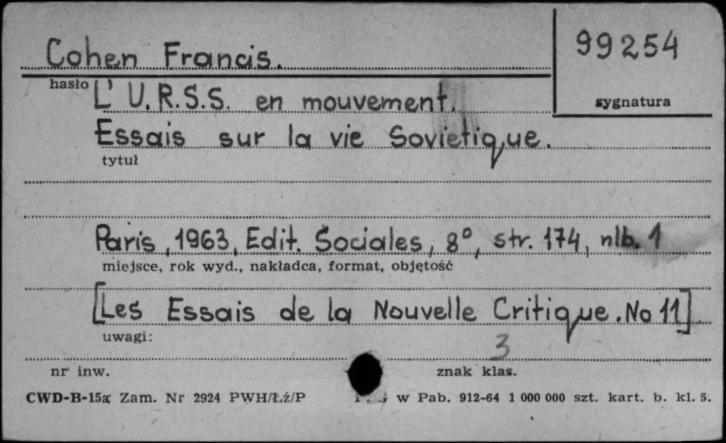 Cohen Francis.
99254
hasło
sygnatura
L' U.R.S.S. en mouvement.
Essais sur la vie Sovietique.
tytuł
Paris, 1963, Edit. Sociales, 8°, str. 174, nlb. 1
miejsce, rok wyd., nakładca, format, objętość
[Les Essais de la Nouvelle Critique. No 11]
uwagi:
3
nr inw.
znak klas.
CWD-B-15a Zam. Nr 2924 PWH/Łż/P
w Pab. 912-64 1 000 000 szt. kart. b. kl. 5.